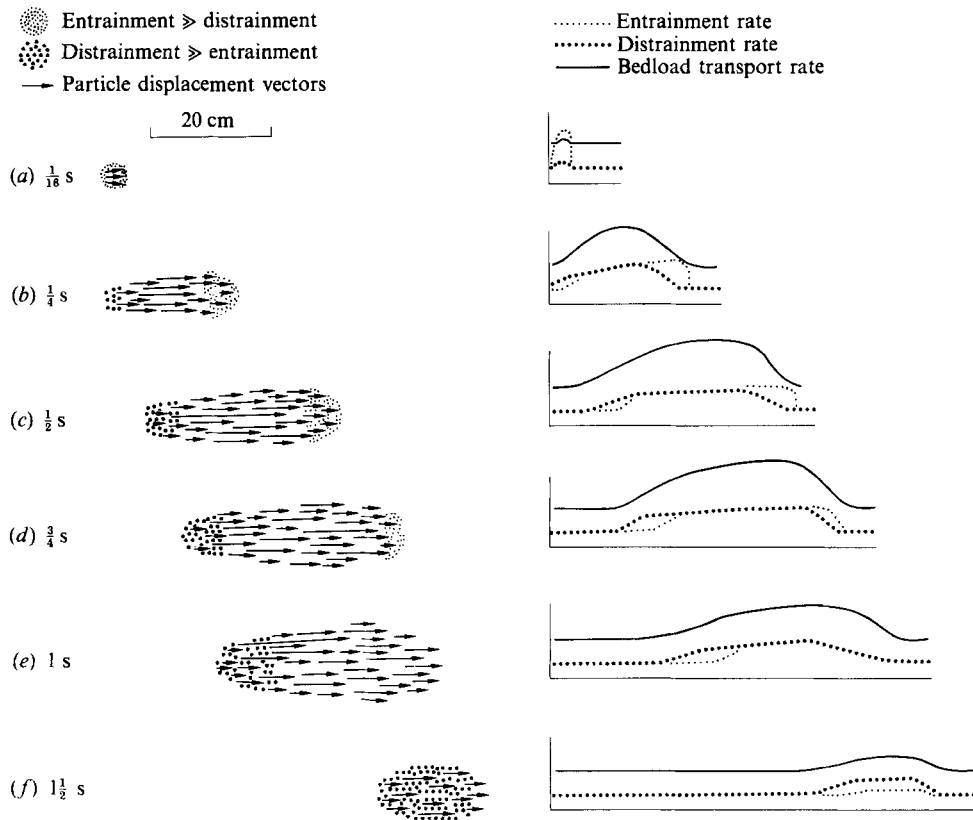 Entrainment ≫ distrainment
Distrainment ≫ entrainment
Particle displacement vectors
20 cm
Entrainment rate
Distrainment rate
Bedload transport rate
(a) 1/16 s
(b) 1/4 s
(c) 1/2 s
(d) 3/4 s
(e) 1 s
(f) 1 1/2 s